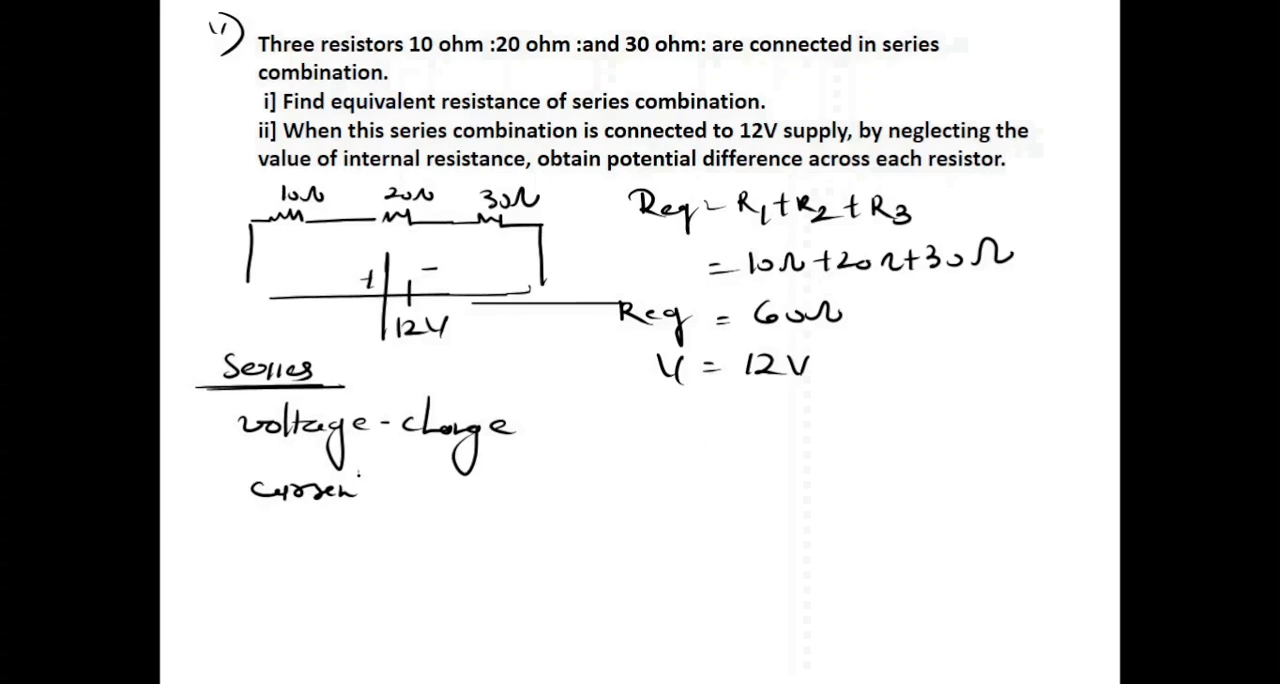 ii)
Three resistors 10 ohm :20 ohm :and 30 ohm: are connected in series
combination.
i] Find equivalent resistance of series combination.
ii] When this series combination is connected to 12V supply, by neglecting the
value of internal resistance, obtain potential difference across each resistor.
10Ω 20Ω 30Ω
+ -
12V
Req = R1+R2+R3
= 10Ω+20Ω+30Ω
Req = 60Ω
V = 12V
Series
voltage - change
curren